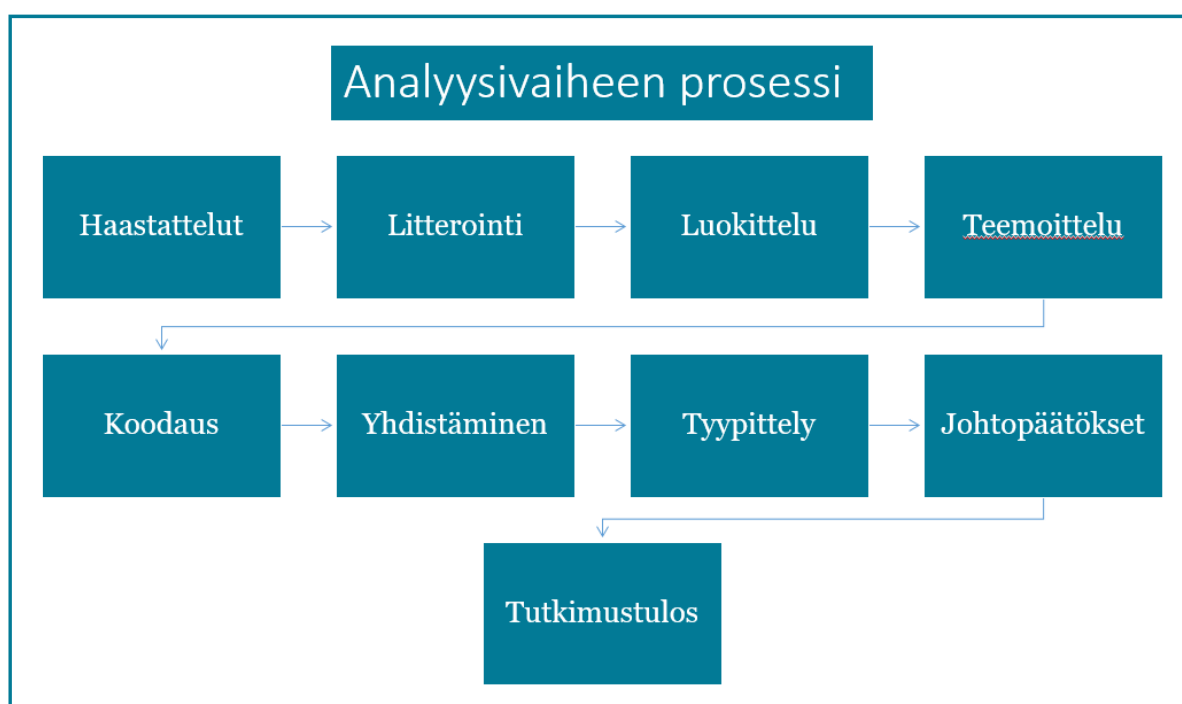 Analyysivaiheen prosessi
Haastattelut
Litterointi
Luokittelu
Teemoittelu
Koodaus
Yhdistäminen
Tyypittely
Johtopäätökset
Tutkimustulos